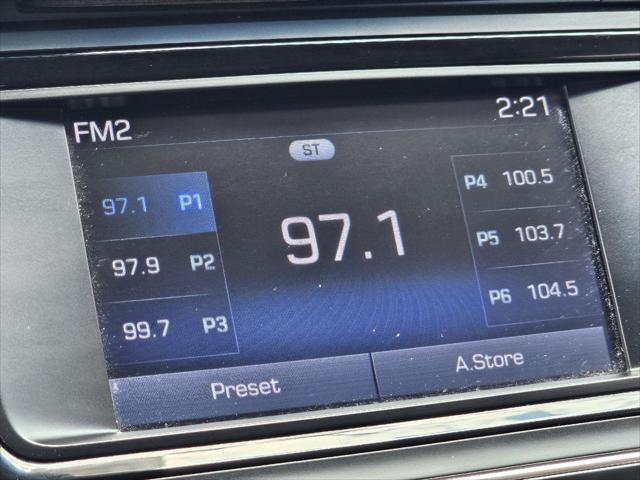 FM2
2:21
ST
97.1 P1
97.9 P2
99.7 P3
97.1
P4 100.5
P5 103.7
P6 104.5
Preset
A.Store